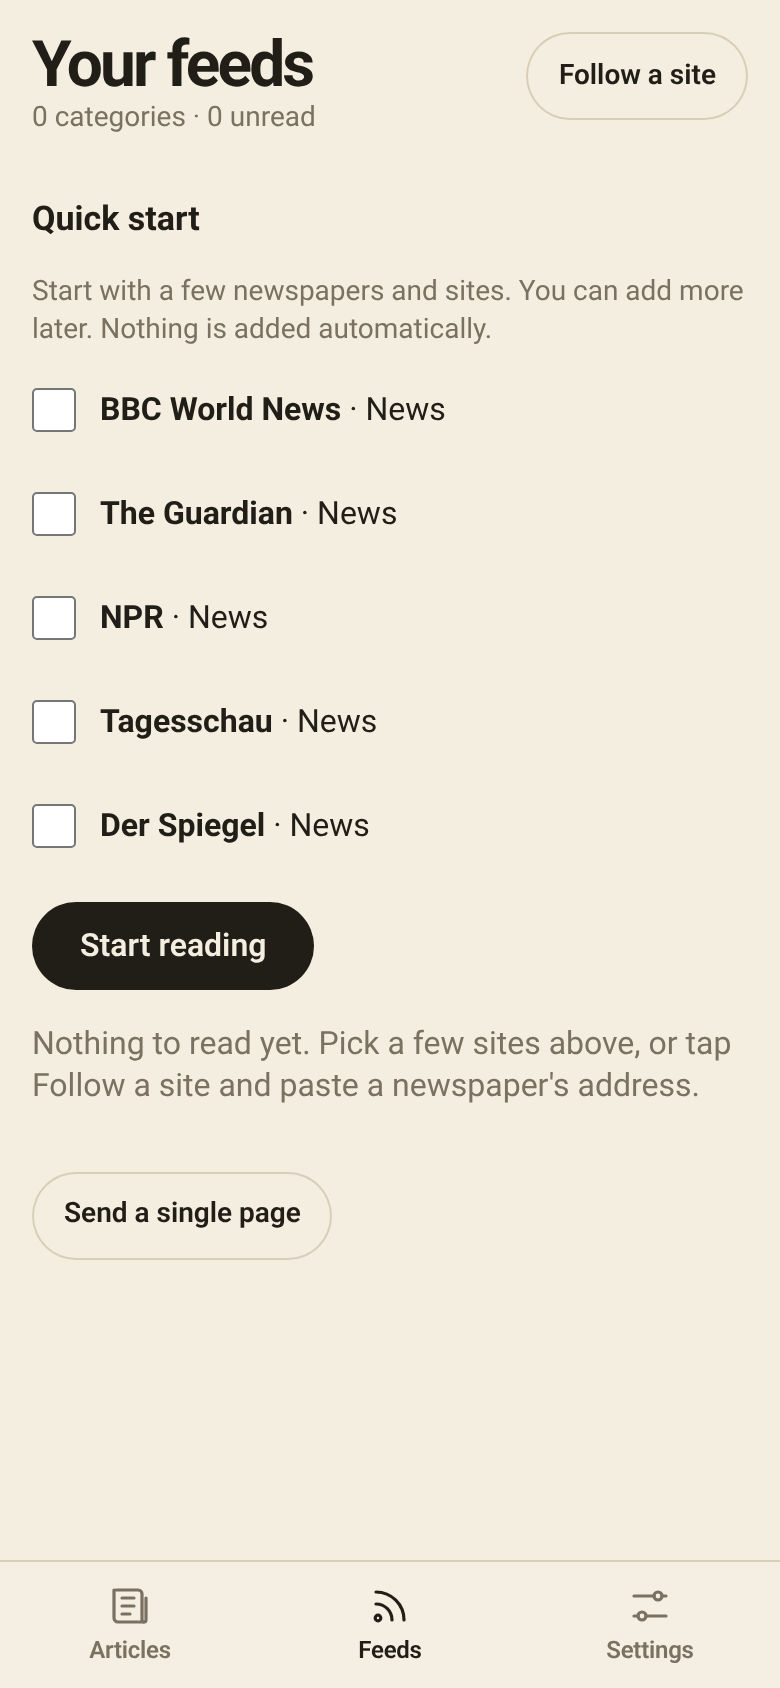 Your feeds
Follow a site
0 categories · 0 unread
Quick start
Start with a few newspapers and sites. You can add more
later. Nothing is added automatically.
BBC World News · News
The Guardian · News
NPR · News
Tagesschau · News
Der Spiegel · News
Start reading
Nothing to read yet. Pick a few sites above, or tap
Follow a site and paste a newspaper's address.
Send a single page
Articles
Feeds
Settings